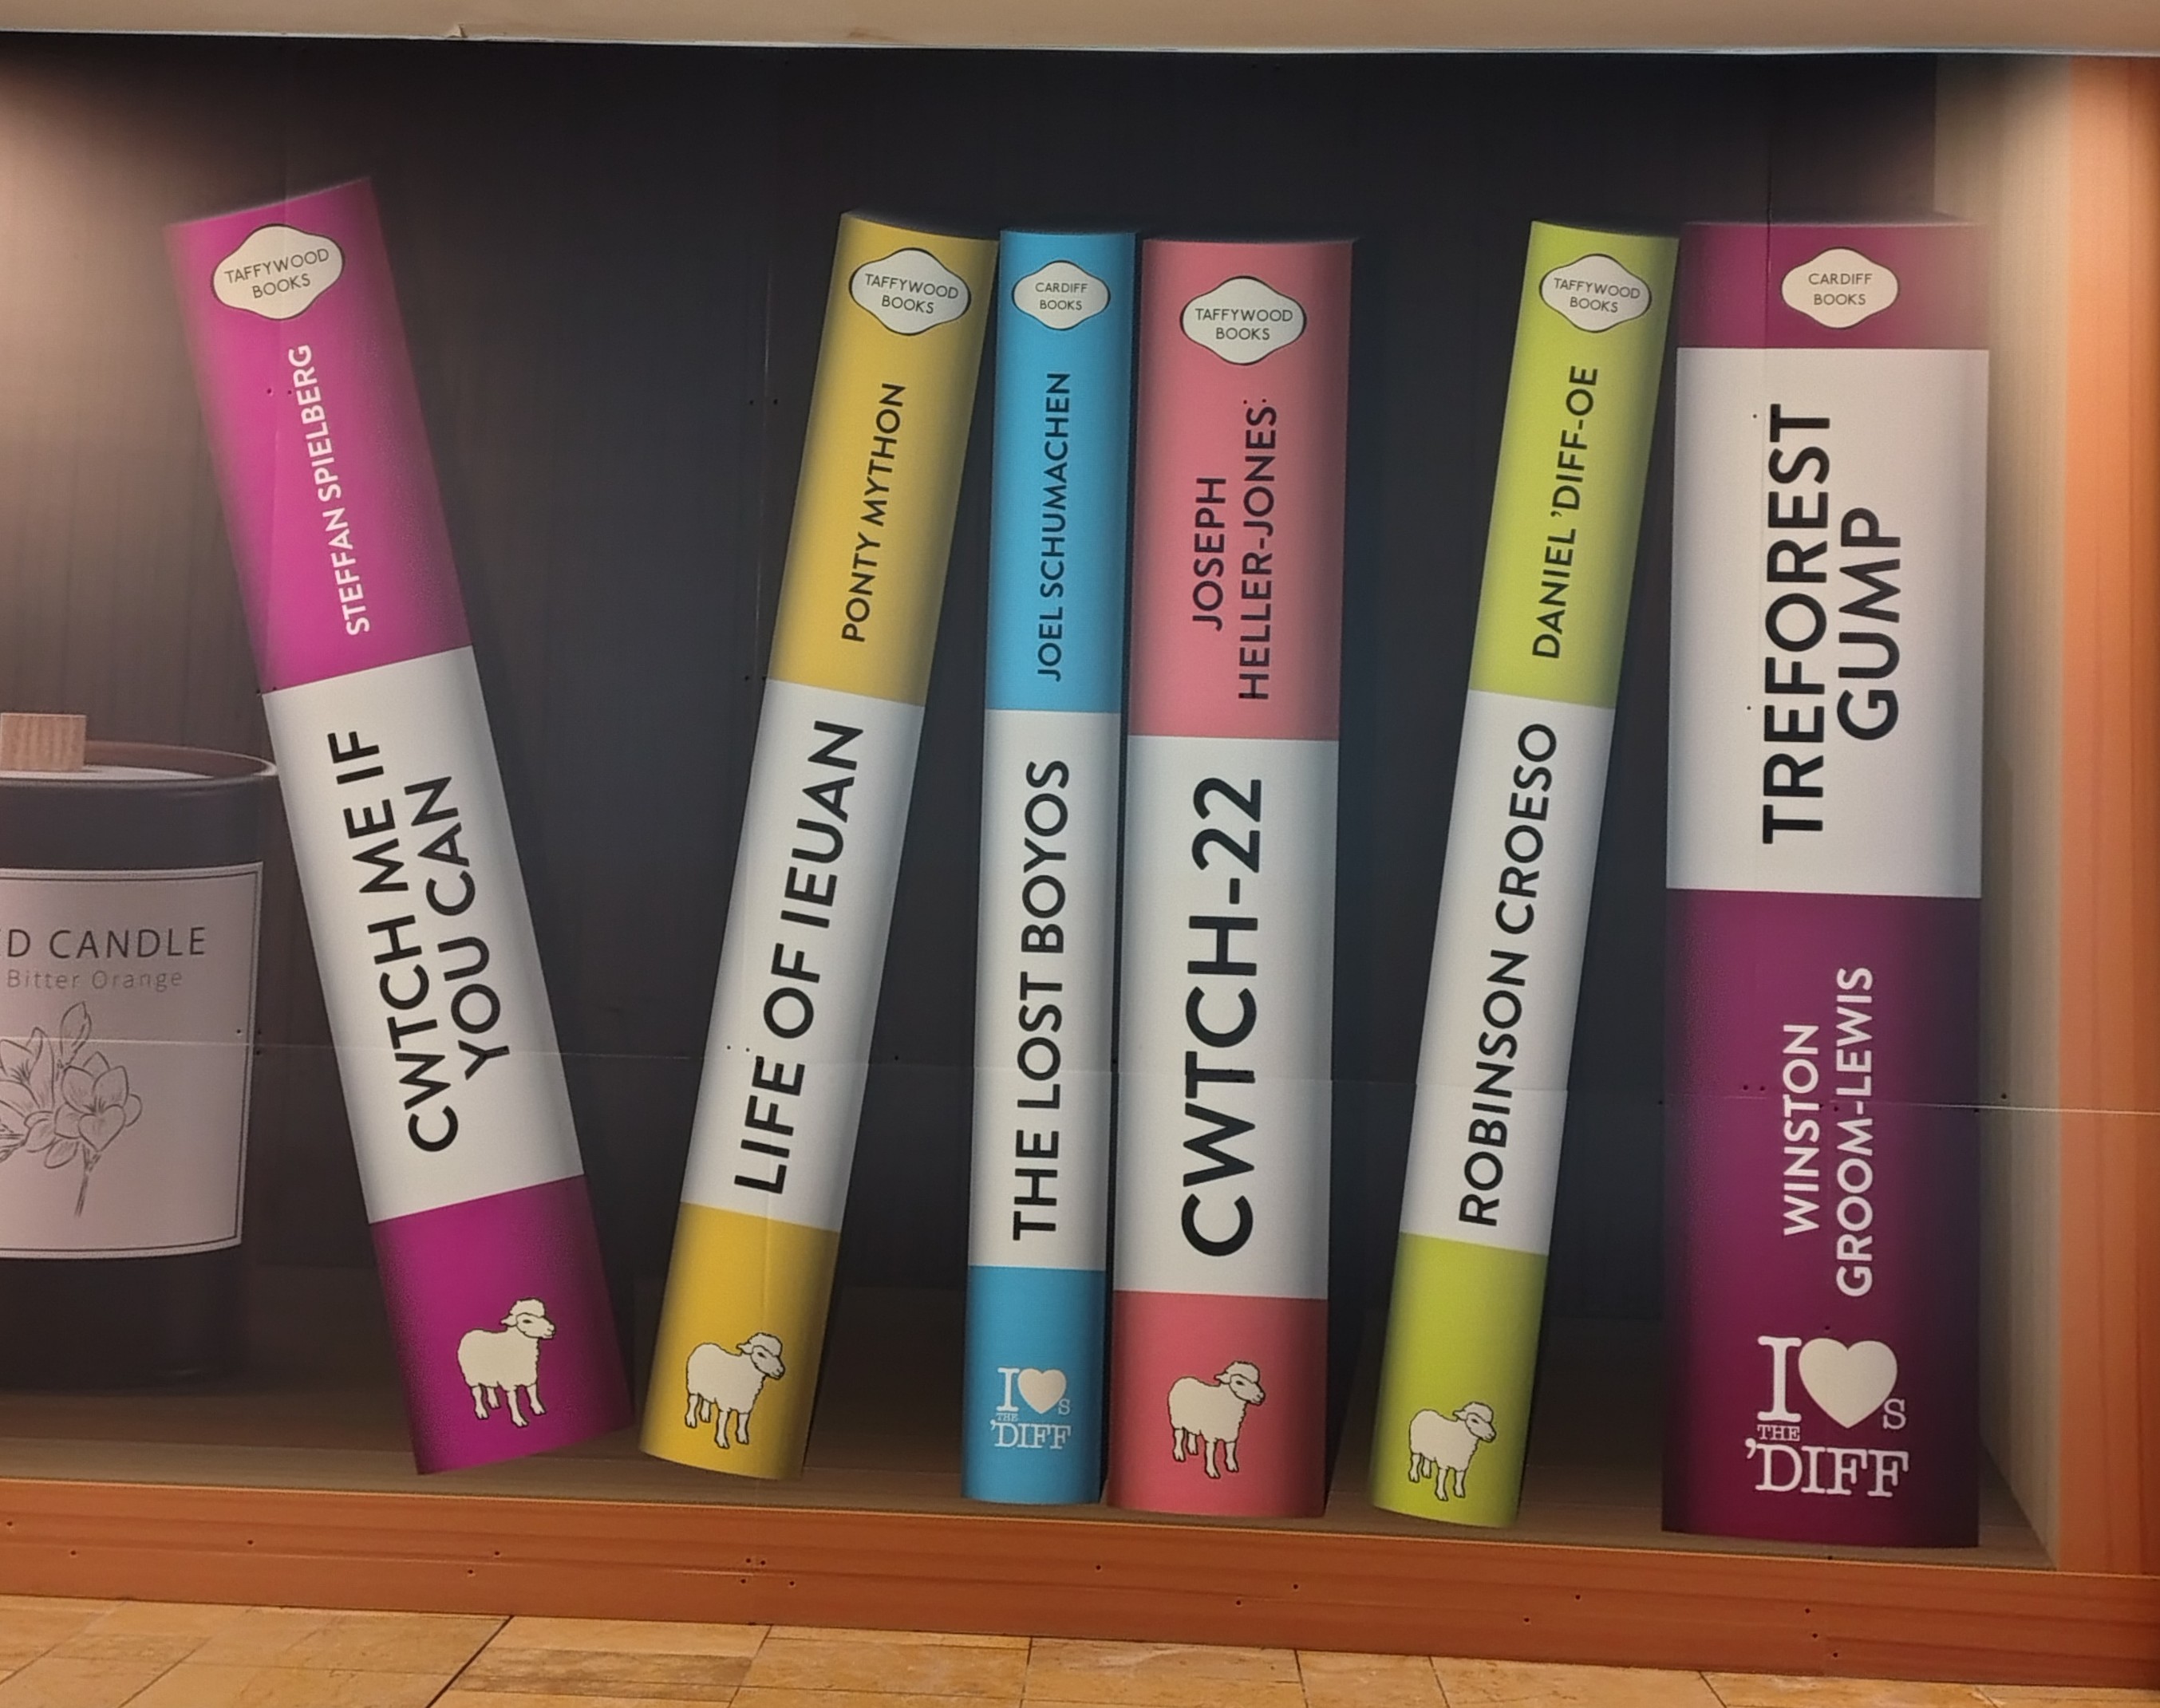 D CANDLE
Bitter Orange
TAFFYWOOD
BOOKS
STEFFAN SPIELBERG
CWTCH ME IF
YOU CAN
TAFFYWOOD
BOOKS
PONTY MYTHON
LIFE OF IEUAN
CARDIFF
BOOKS
JOEL SCHUMACHEN
THE LOST BOYOS
I ♥s
THE
'DIFF
TAFFYWOOD
BOOKS
JOSEPH
HELLER-JONES
CWTCH-22
TAFFYWOOD
BOOKS
DANIEL 'DIFF-OE
ROBINSON CROESO
CARDIFF
BOOKS
TREFOREST
GUMP
WINSTON
GROOM-LEWIS
I ♥s
THE
'DIFF